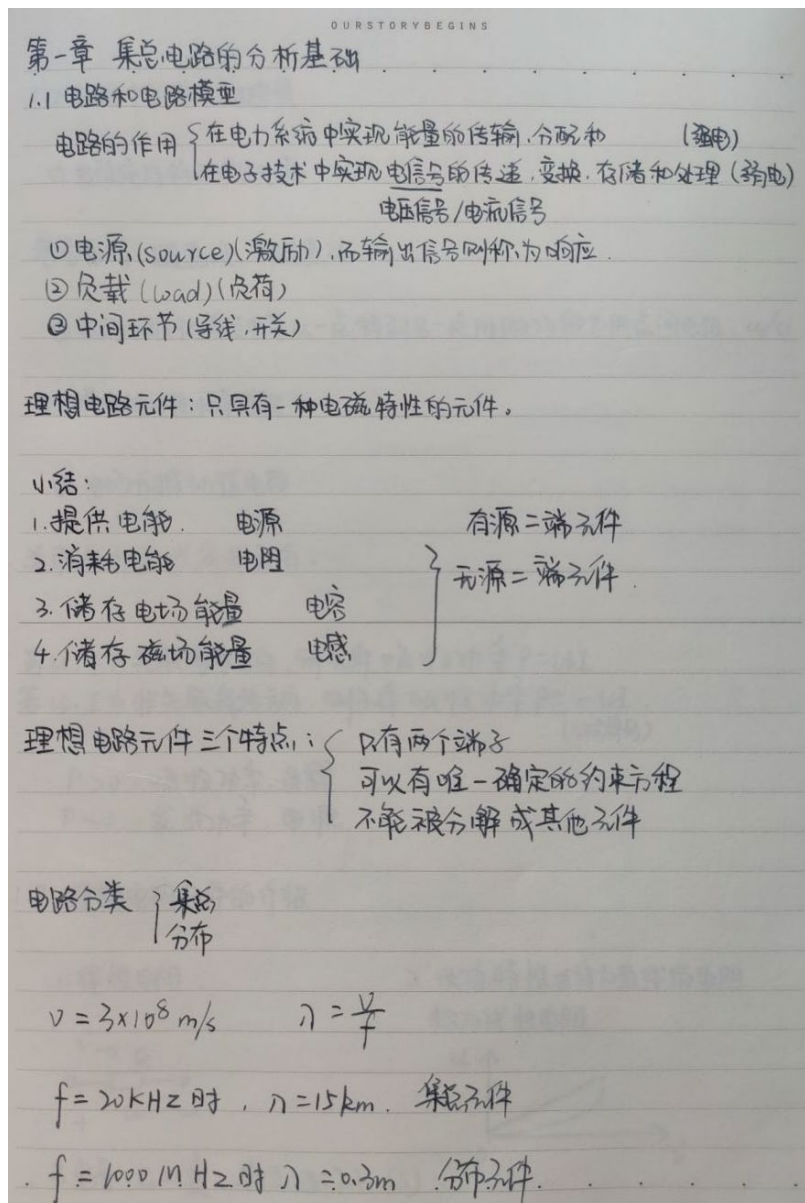 OURSTORYBEGINS
第一章 集总电路的分析基础
1.1 电路和电路模型
电路的作用 { 在电力系统中实现能量的传输、分配和 (强电)
在电子技术中实现电信号的传递、变换、存储和处理 (弱电)
电压信号/电流信号
① 电源 (source) (激励), 而输出信号则称为响应.
② 负载 (load) (负荷)
③ 中间环节 (导线、开关)
理想电路元件: 只具有一种电磁特性的元件。
小结:
1. 提供电能. 电源 有源二端元件
2. 消耗电能 电阻
} 无源二端元件.
3. 储存电场能量 电容
4. 储存磁场能量 电感
理想电路元件三个特点: { 只有两个端子
可以有唯一确定的约束方程
不能被分解成其他元件
电路分类 { 集总
分布
v = 3×10⁸ m/s λ = v/f
f = 20KHz 时, λ = 15km. 集总元件
f = 1000 MHz 时 λ = 0.3m 分布元件.